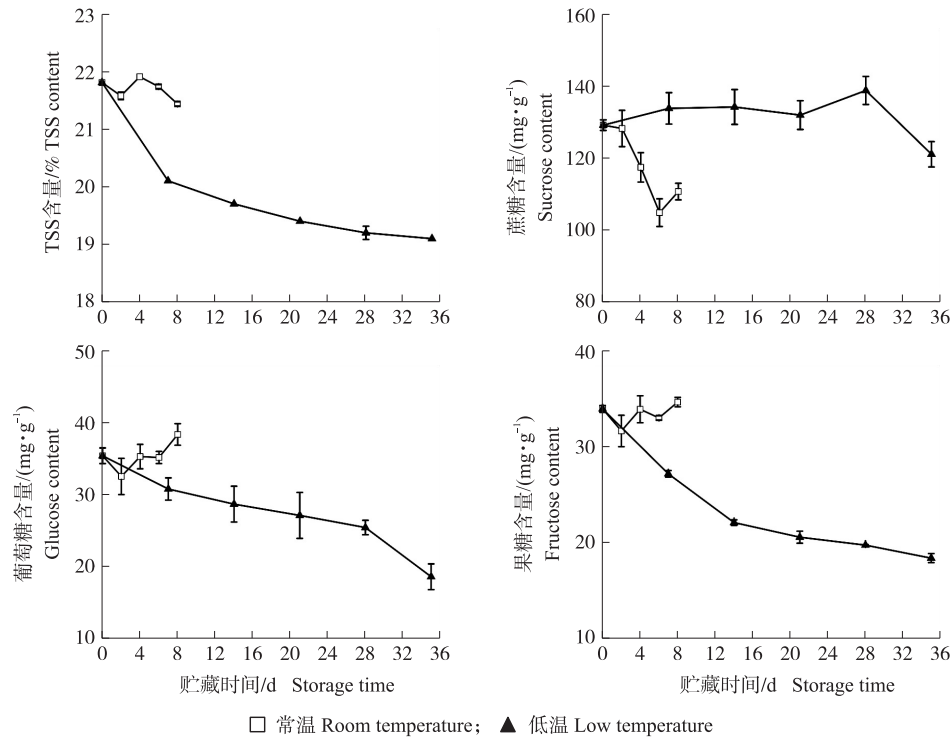 23
22
21
20
19
18
TSS含量/% TSS content
0 4 8 12 16 20 24 28 32 36
160
140
120
100
80
蔗糖含量/(mg·g⁻¹)
Sucrose content
0 4 8 12 16 20 24 28 32 36
50
40
30
20
10
葡萄糖含量/(mg·g⁻¹)
Glucose content
0 4 8 12 16 20 24 28 32 36
贮藏时间/d Storage time
40
30
20
10
果糖含量/(mg·g⁻¹)
Fructose content
0 4 8 12 16 20 24 28 32 36
贮藏时间/d Storage time
常温 Room temperature; 低温 Low temperature